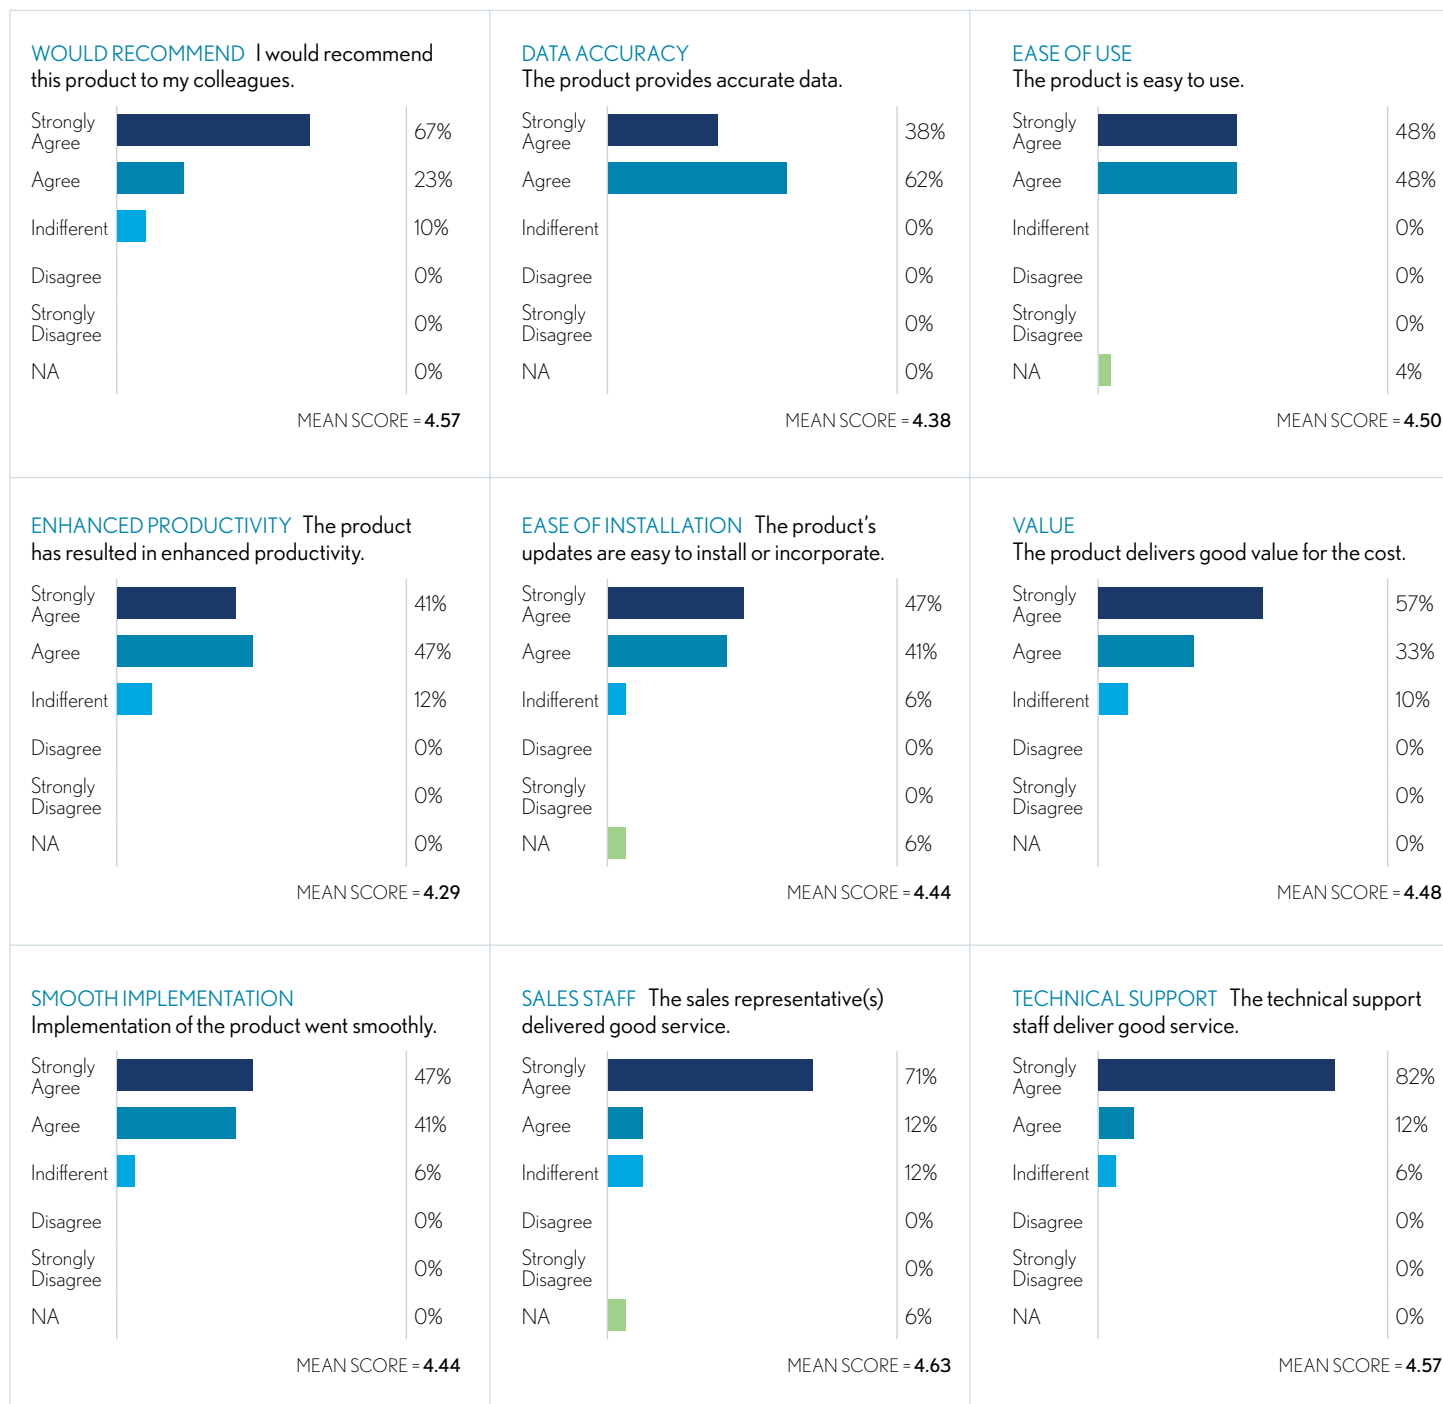 WOULD RECOMMEND I would recommend
this product to my colleagues.
Strongly
Agree
67%
Agree
23%
Indifferent
10%
Disagree
0%
Strongly
Disagree
0%
NA
0%
MEAN SCORE = 4.57
DATA ACCURACY
The product provides accurate data.
Strongly
Agree
38%
Agree
62%
Indifferent
0%
Disagree
0%
Strongly
Disagree
0%
NA
0%
MEAN SCORE = 4.38
EASE OF USE
The product is easy to use.
Strongly
Agree
48%
Agree
48%
Indifferent
0%
Disagree
0%
Strongly
Disagree
0%
NA
4%
MEAN SCORE = 4.50
ENHANCED PRODUCTIVITY The product
has resulted in enhanced productivity.
Strongly
Agree
41%
Agree
47%
Indifferent
12%
Disagree
0%
Strongly
Disagree
0%
NA
0%
MEAN SCORE = 4.29
EASE OF INSTALLATION The product's
updates are easy to install or incorporate.
Strongly
Agree
47%
Agree
41%
Indifferent
6%
Disagree
0%
Strongly
Disagree
0%
NA
6%
MEAN SCORE = 4.44
VALUE
The product delivers good value for the cost.
Strongly
Agree
57%
Agree
33%
Indifferent
10%
Disagree
0%
Strongly
Disagree
0%
NA
0%
MEAN SCORE = 4.48
SMOOTH IMPLEMENTATION
Implementation of the product went smoothly.
Strongly
Agree
47%
Agree
41%
Indifferent
6%
Disagree
0%
Strongly
Disagree
0%
NA
0%
MEAN SCORE = 4.44
SALES STAFF The sales representative(s)
delivered good service.
Strongly
Agree
71%
Agree
12%
Indifferent
12%
Disagree
0%
Strongly
Disagree
0%
NA
6%
MEAN SCORE = 4.63
TECHNICAL SUPPORT The technical support
staff deliver good service.
Strongly
Agree
82%
Agree
12%
Indifferent
6%
Disagree
0%
Strongly
Disagree
0%
NA
0%
MEAN SCORE = 4.57